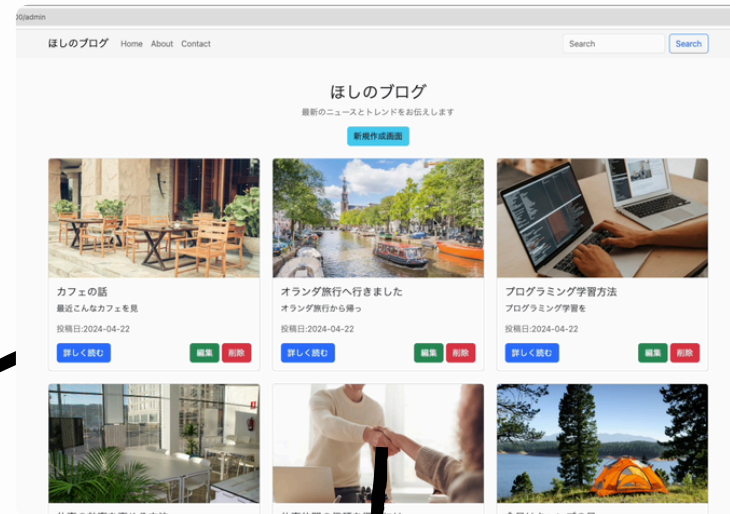 00/admin
ほしのブログ Home About Contact Search Search
ほしのブログ
最新のニュースとトレンドをお伝えします
新規作成画面
カフェの話
最近こんなカフェを見
投稿日:2024-04-22
詳しく読む 編集 削除
オランダ旅行へ行きました
オランダ旅行から帰っ
投稿日:2024-04-22
詳しく読む 編集 削除
プログラミング学習方法
プログラミング学習を
投稿日:2024-04-22
詳しく読む 編集 削除